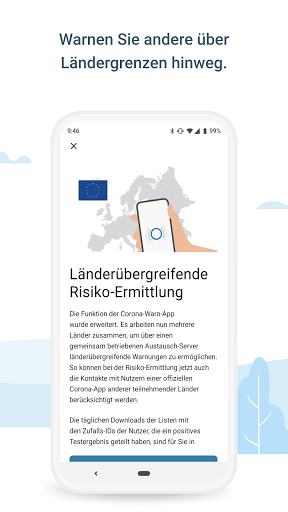 Warnen Sie andere über
Ländergrenzen hinweg.
9:46
99%
Länderübergreifende
Risiko-Ermittlung
Die Funktion der Corona-Warn-App
wurde erweitert. Es arbeiten nun mehrere
Länder zusammen, um über einen
gemeinsam betriebenen Austausch-Server
länderübergreifende Warnungen zu ermöglichen.
So können bei der Risiko-Ermittlung jetzt auch
die Kontakte mit Nutzern einer offiziellen
Corona-App anderer teilnehmender Länder
berücksichtigt werden.
Die täglichen Downloads der Listen mit
den Zufalls-IDs der Nutzer, die ein positives
Testergebnis geteilt haben, sind für Sie in